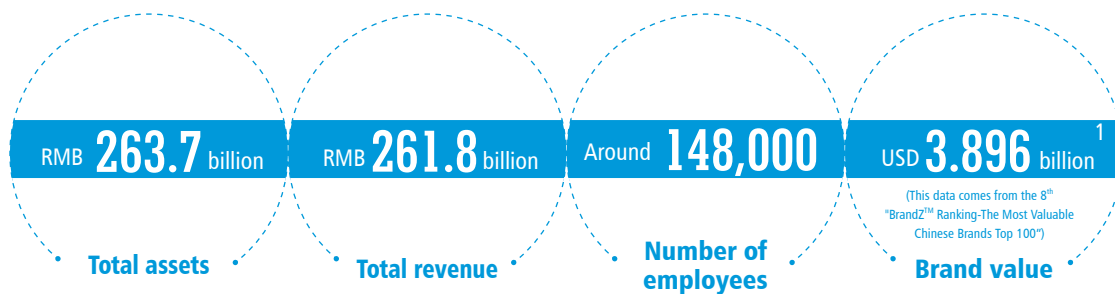 RMB 263.7 billion
Total assets
RMB 261.8 billion
Total revenue
Around 148,000
Number of
employees
USD 3.896 billion 1
(This data comes from the 8th
"BrandZ™ Ranking-The Most Valuable
Chinese Brands Top 100")
Brand value